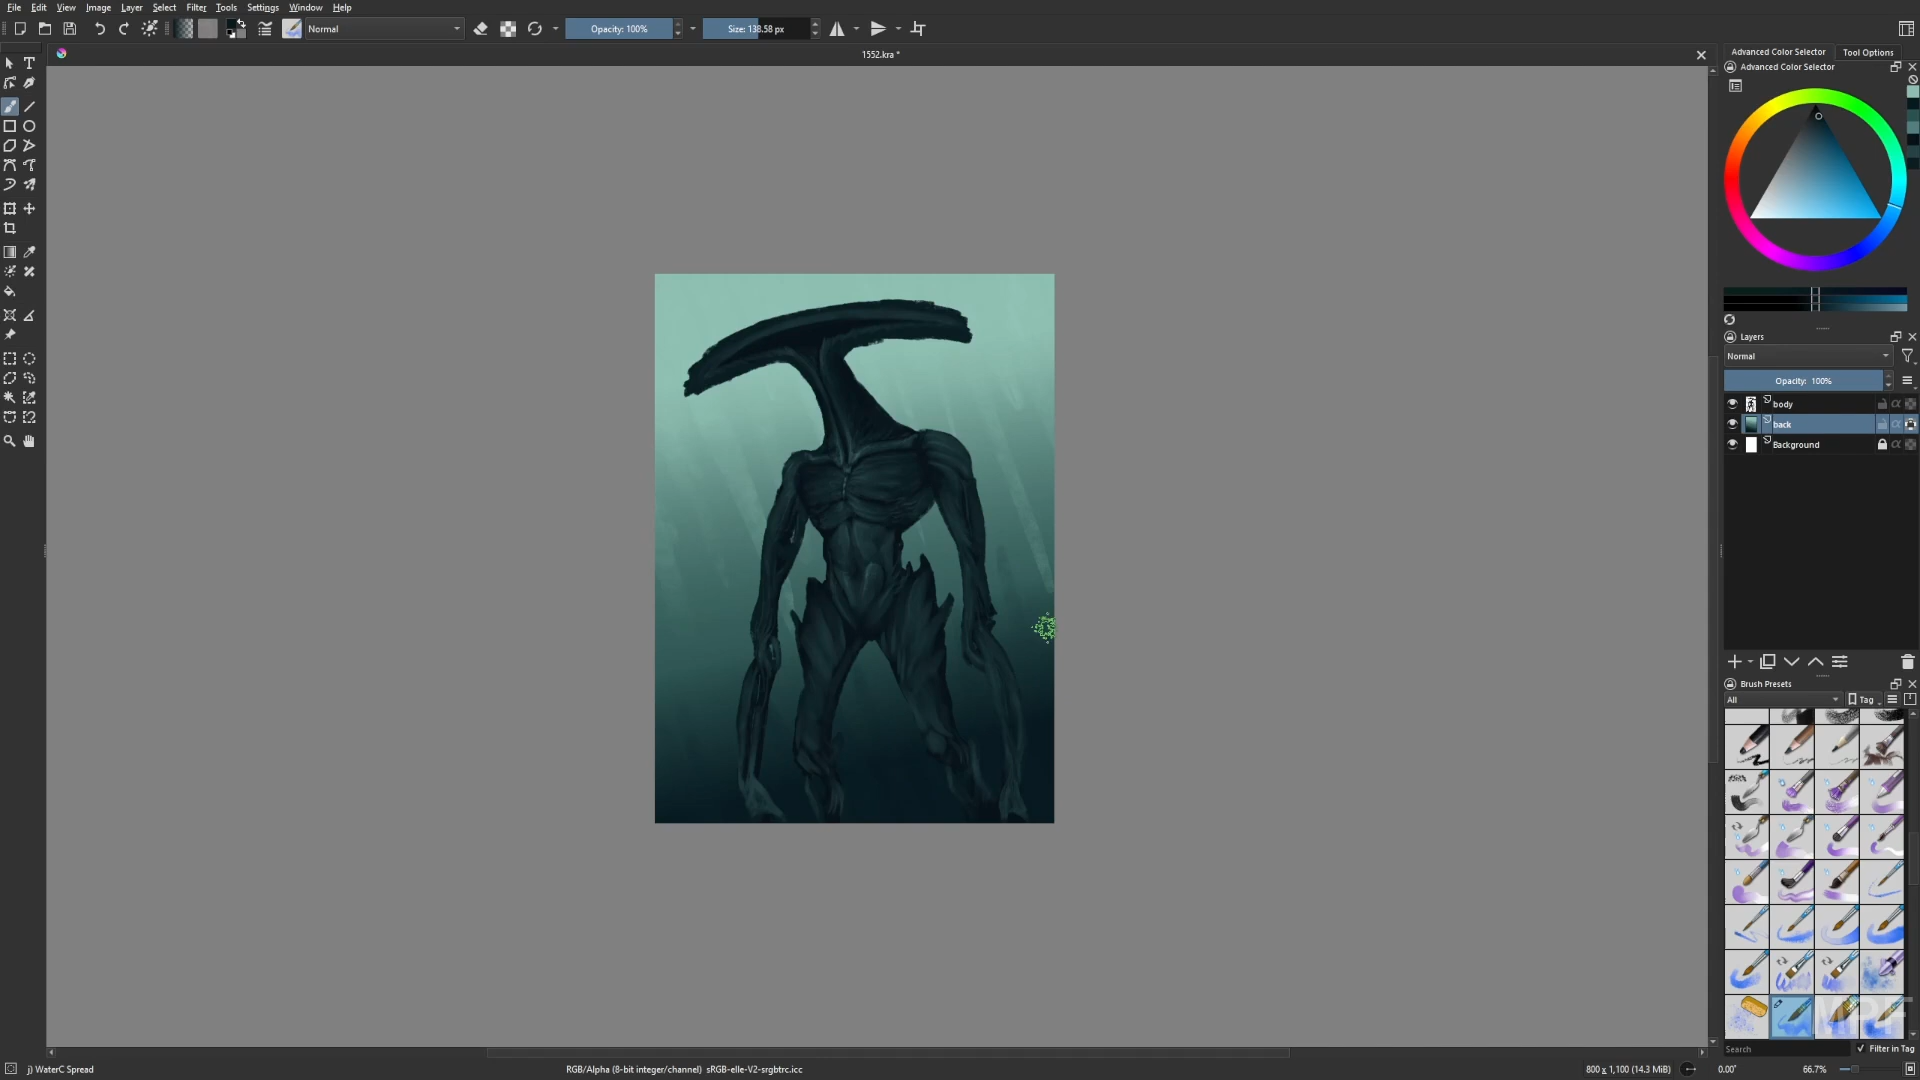 File Edit View Image Layer Select Filter Tools Settings Window Help
Normal
Opacity: 100%
Size: 138.58 px
1552.kra *
Advanced Color Selector
Tool Options
Advanced Color Selector
Layers
Normal
Opacity: 100%
body
back
Background
Brush Presets
All
Tag
MPF
Search
Filter in Tag
j) WaterC Spread
RGB/Alpha (8-bit integer/channel) sRGB-elle-V2-srgbtrc.icc
800 x 1,100 (14.3 MiB)
0.00°
66.7%